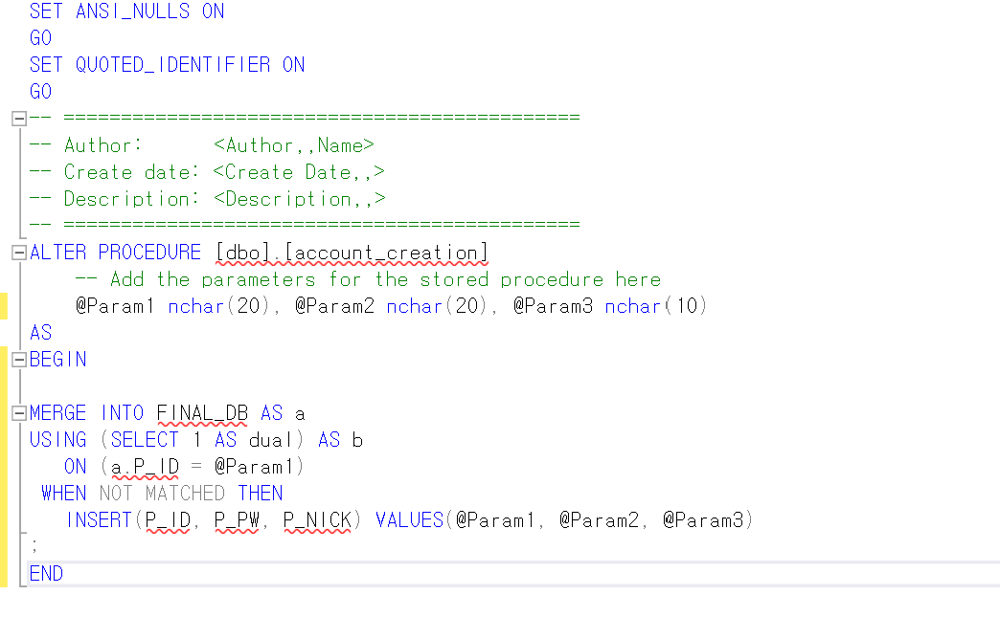 SET ANSI_NULLS ON
GO
SET QUOTED_IDENTIFIER ON
GO
-- =============================================
-- Author:      <Author,,Name>
-- Create date: <Create Date,,>
-- Description: <Description,,>
-- =============================================
ALTER PROCEDURE [dbo].[account_creation]
    -- Add the parameters for the stored procedure here
    @Param1 nchar(20), @Param2 nchar(20), @Param3 nchar(10)
AS
BEGIN
MERGE INTO FINAL_DB AS a
USING (SELECT 1 AS dual) AS b
   ON (a.P_ID = @Param1)
 WHEN NOT MATCHED THEN
   INSERT(P_ID, P_PW, P_NICK) VALUES(@Param1, @Param2, @Param3)
;
END